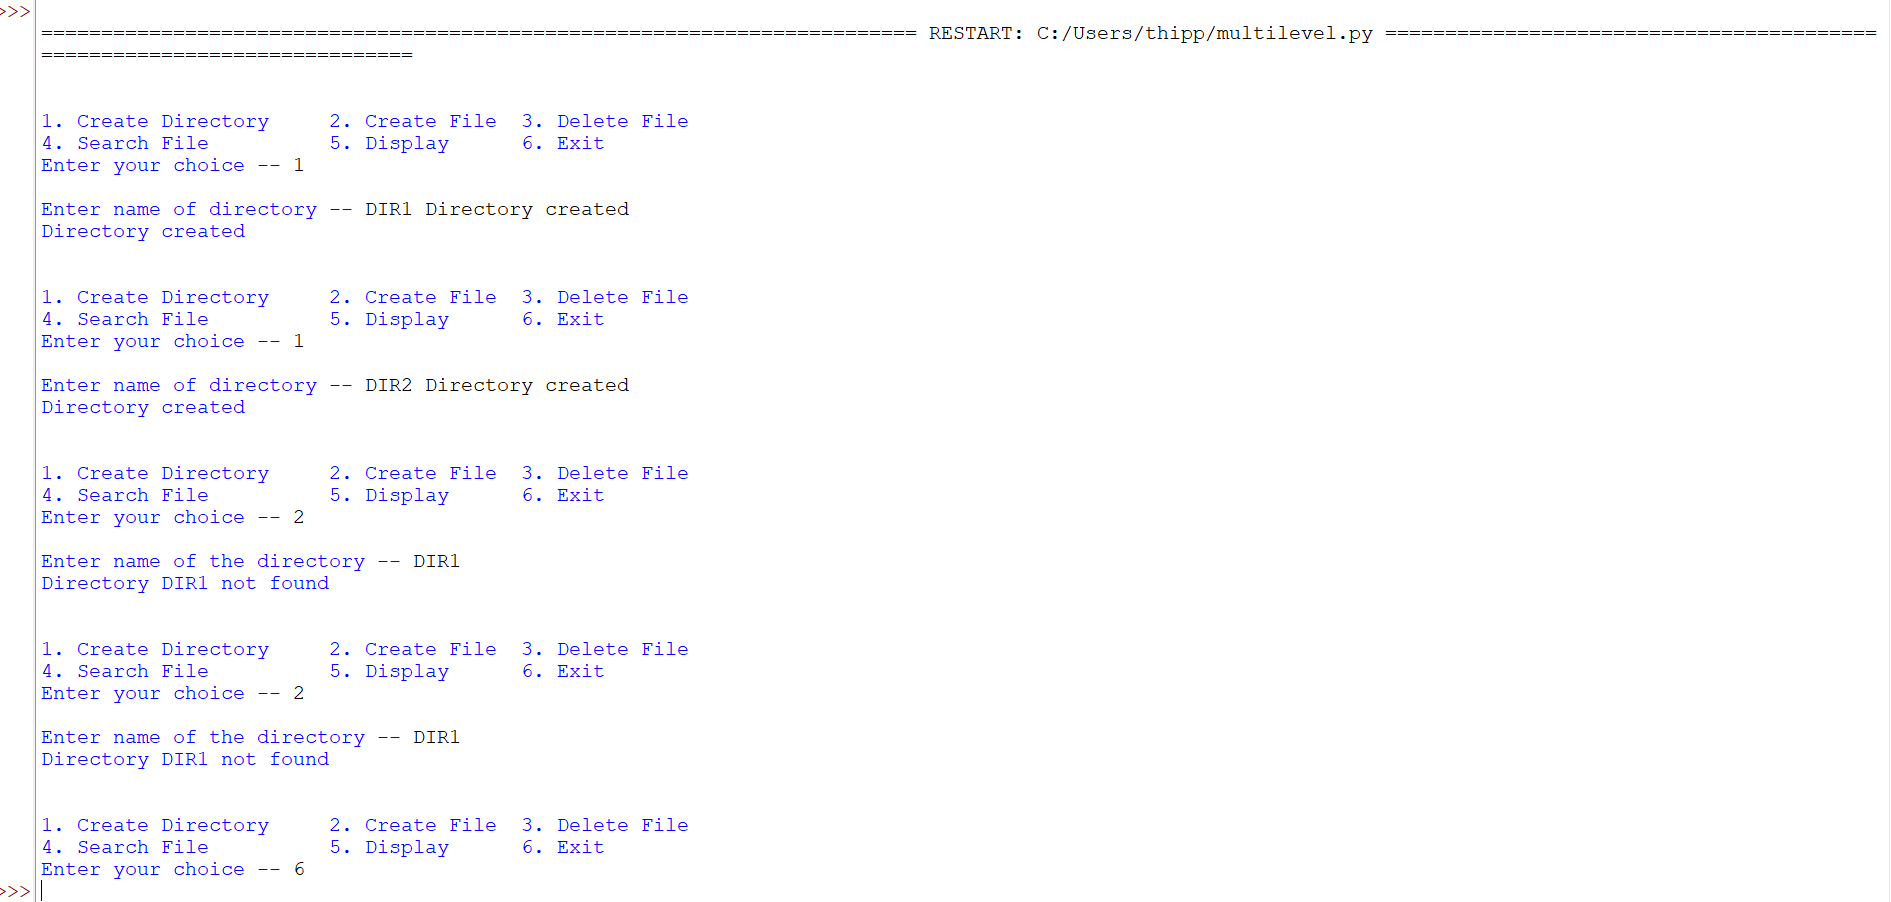 >>>
========================================================================= RESTART: C:/Users/thipp/multilevel.py =========================================
===============================
1. Create Directory     2. Create File  3. Delete File
4. Search File          5. Display      6. Exit
Enter your choice -- 1
Enter name of directory -- DIR1 Directory created
Directory created
1. Create Directory     2. Create File  3. Delete File
4. Search File          5. Display      6. Exit
Enter your choice -- 1
Enter name of directory -- DIR2 Directory created
Directory created
1. Create Directory     2. Create File  3. Delete File
4. Search File          5. Display      6. Exit
Enter your choice -- 2
Enter name of the directory -- DIR1
Directory DIR1 not found
1. Create Directory     2. Create File  3. Delete File
4. Search File          5. Display      6. Exit
Enter your choice -- 2
Enter name of the directory -- DIR1
Directory DIR1 not found
1. Create Directory     2. Create File  3. Delete File
4. Search File          5. Display      6. Exit
Enter your choice -- 6
>>>